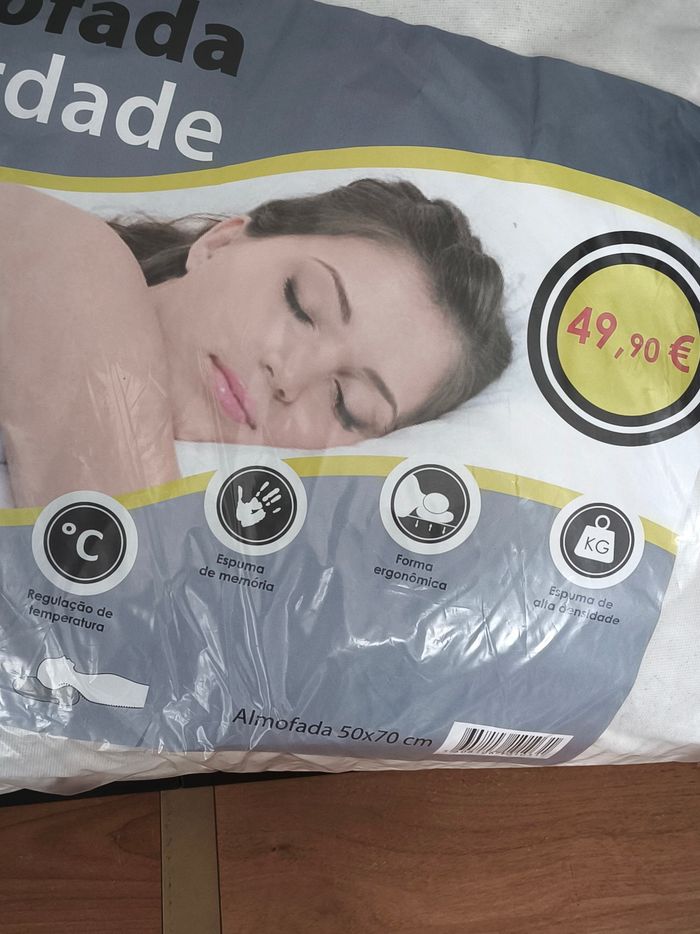 ofada
rdade
49,90 €
°C
KG
Regulação de
temperatura
Espuma
de memória
Forma
ergonômica
Espuma de
alta densidade
Almofada 50x70 cm